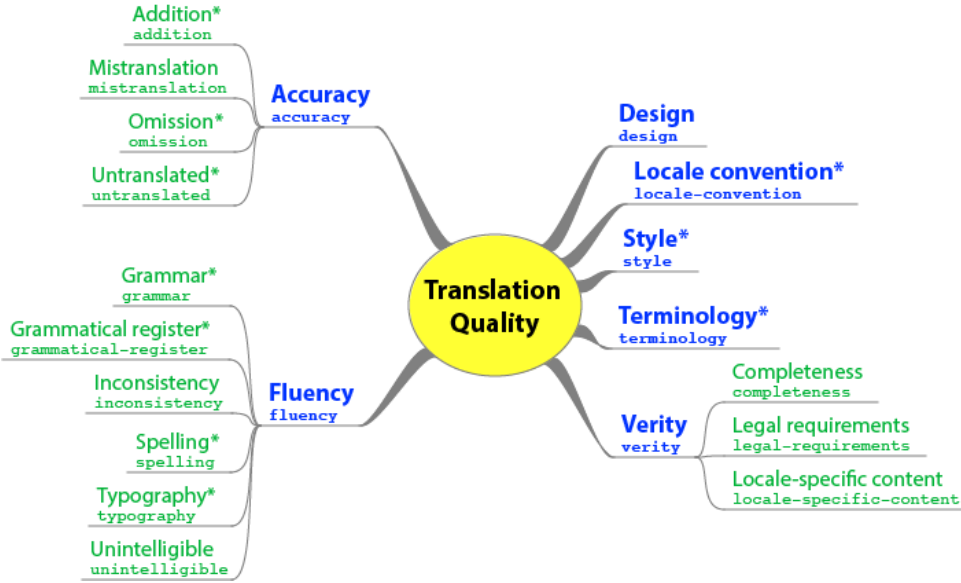 Addition*
addition
Mistranslation
mistranslation
Omission*
omission
Untranslated*
untranslated
Accuracy
accuracy
Grammar*
grammar
Grammatical register*
grammatical-register
Inconsistency
inconsistency
Spelling*
spelling
Typography*
typography
Unintelligible
unintelligible
Fluency
fluency
Translation
Quality
Design
design
Locale convention*
locale-convention
Style*
style
Terminology*
terminology
Verity
verity
Completeness
completeness
Legal requirements
legal-requirements
Locale-specific content
locale-specific-content